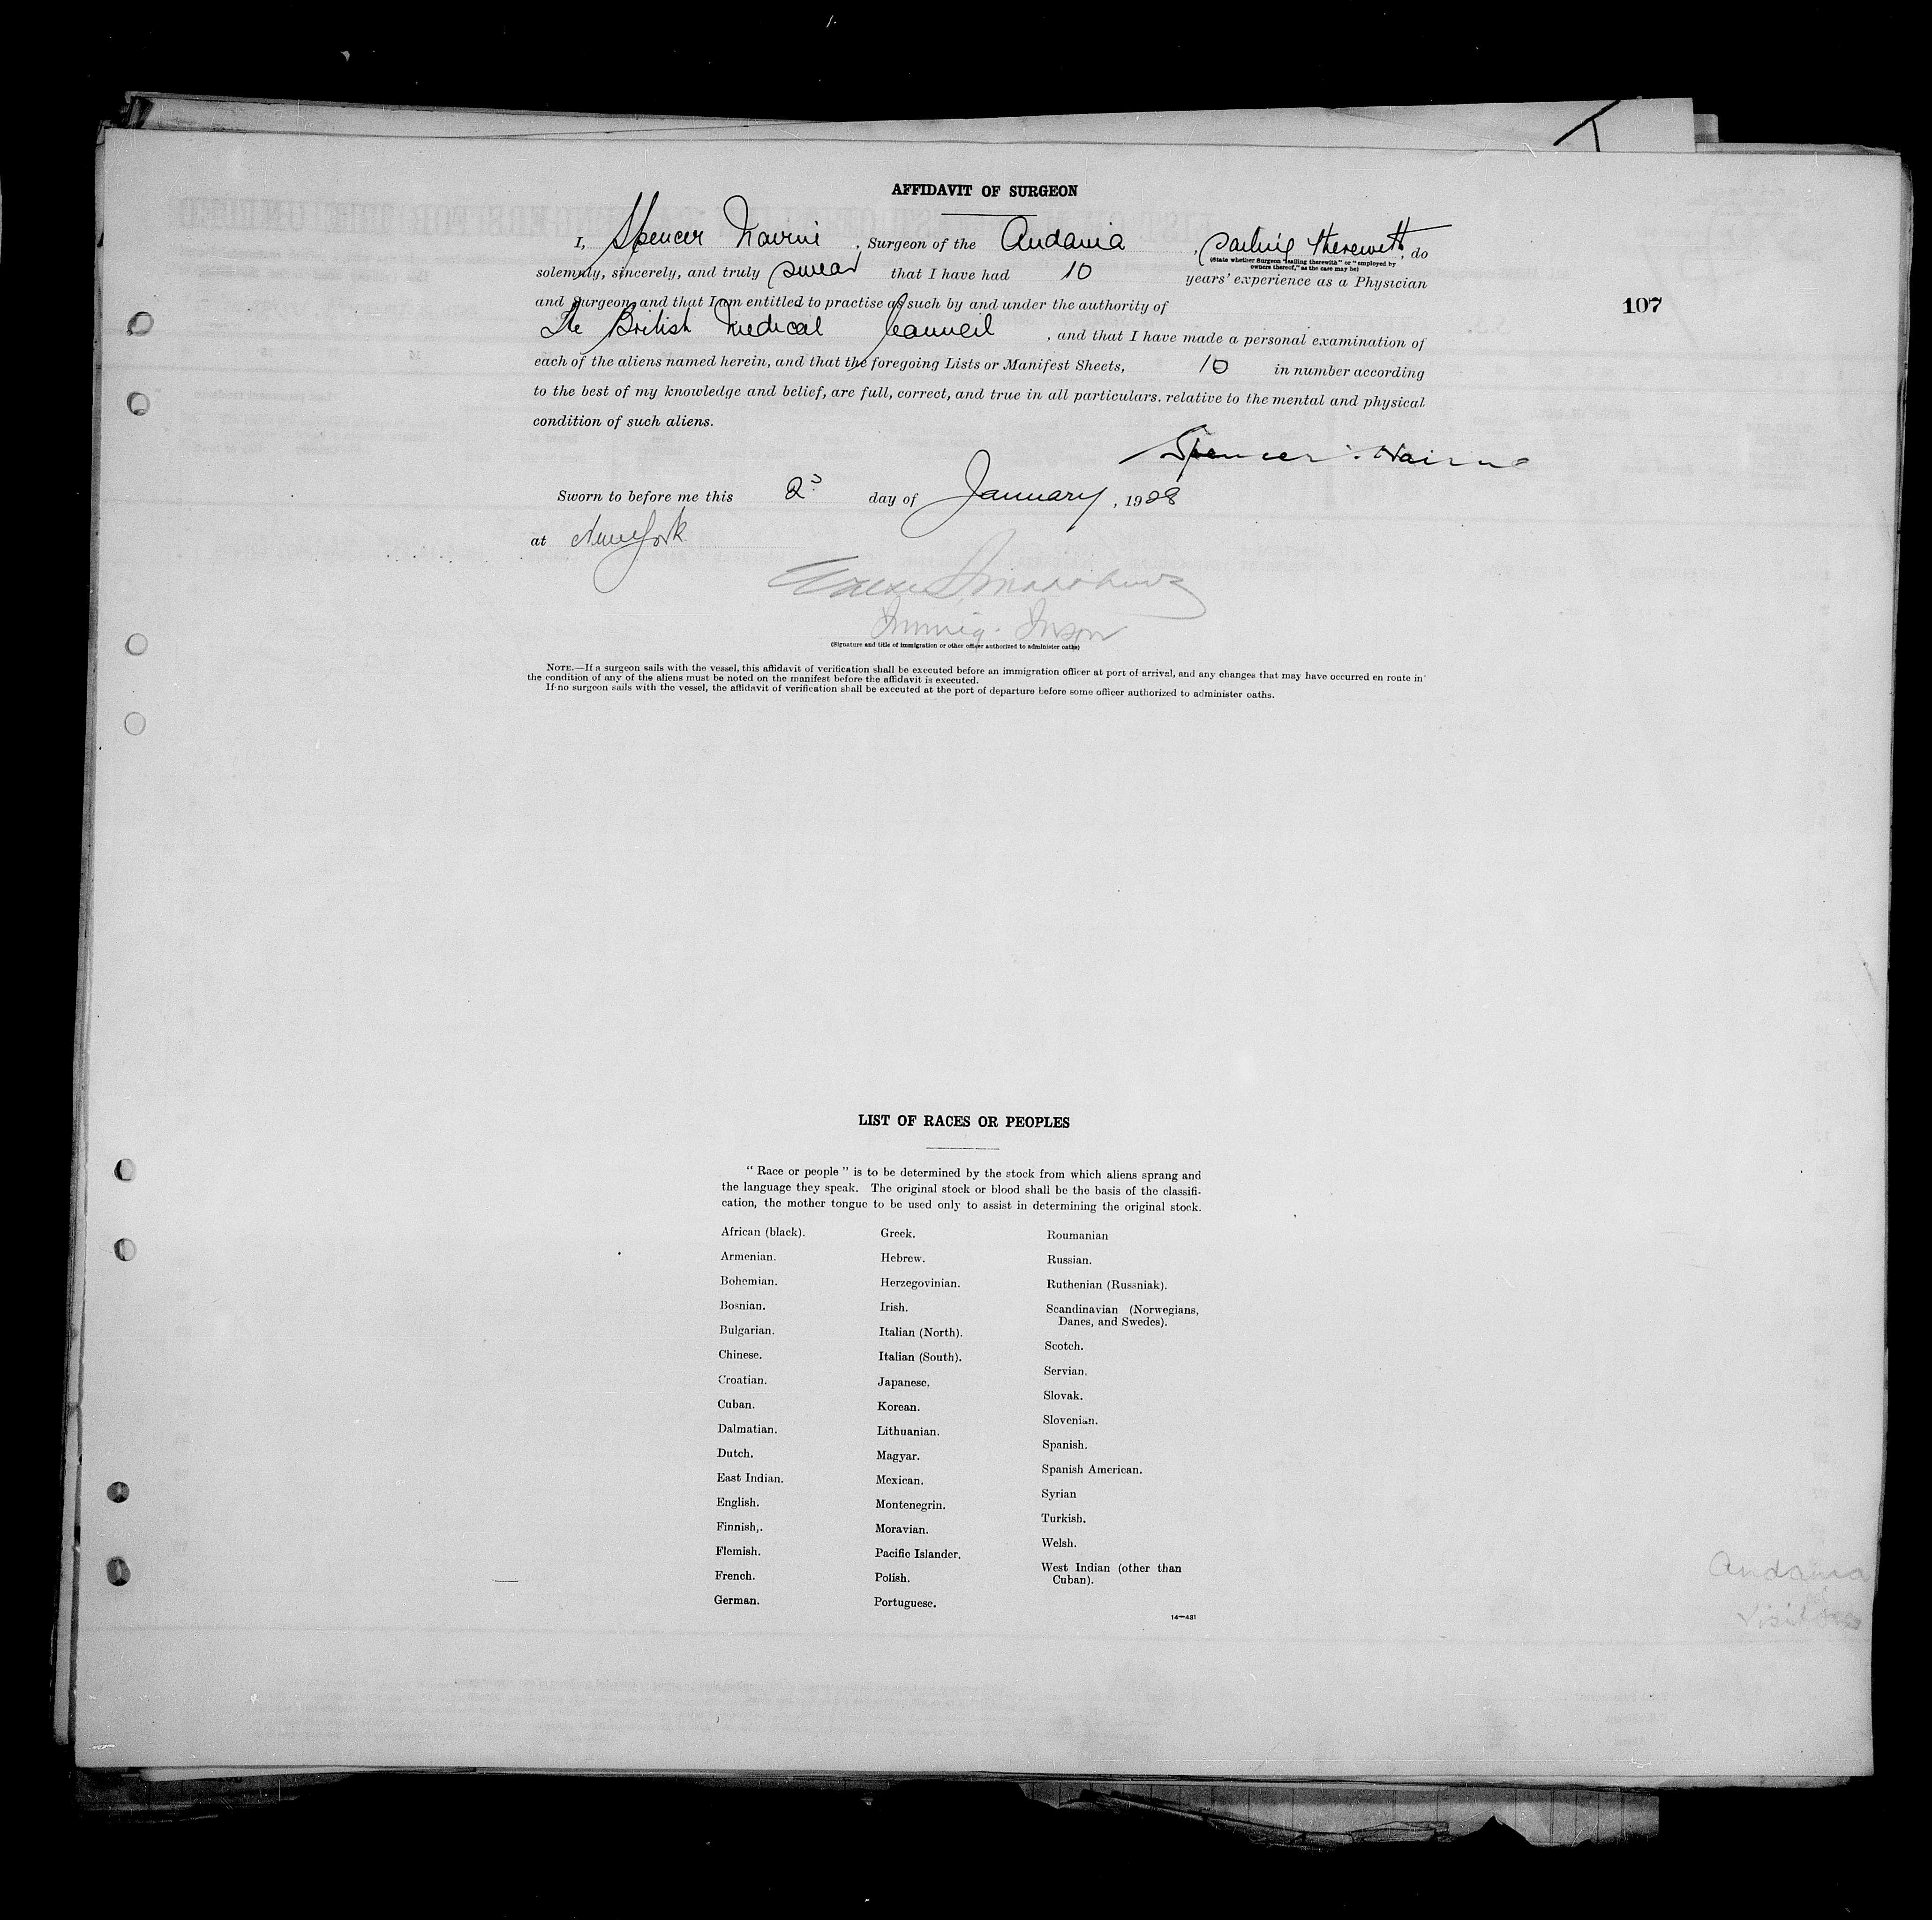 AFFIDAVIT OF SURGEON
I, Spencer Nairne, Surgeon of the Andania, sailing therewith, do
(State whether Surgeon "sailing therewith" or "employed by
owners thereof," as the case may be)
solemnly, sincerely, and truly swear that I have had 10 years' experience as a Physician
and Surgeon and that I am entitled to practise as such by and under the authority of
107
The British Medical Council, and that I have made a personal examination of
each of the aliens named herein, and that the foregoing Lists or Manifest Sheets, 10 in number according
to the best of my knowledge and belief, are full, correct, and true in all particulars. relative to the mental and physical
condition of such aliens.
Spencer Nairne
Sworn to before me this 2 day of January, 1928
at New York
Immig. Inspr
(Signature and title of immigration or other officer authorized to administer oaths)
NOTE.—If a surgeon sails with the vessel, this affidavit of verification shall be executed before an immigration officer at port of arrival, and any changes that may have occurred en route in
the condition of any of the aliens must be noted on the manifest before the affidavit is executed.
If no surgeon sails with the vessel, the affidavit of verification shall be executed at the port of departure before some officer authorized to administer oaths.
LIST OF RACES OR PEOPLES
"Race or people" is to be determined by the stock from which aliens sprang and
the language they speak. The original stock or blood shall be the basis of the classifi-
cation, the mother tongue to be used only to assist in determining the original stock.
African (black).
Armenian.
Bohemian.
Bosnian.
Bulgarian.
Chinese.
Croatian.
Cuban.
Dalmatian.
Dutch.
East Indian.
English.
Finnish,.
Flemish.
French.
German.
Greek.
Hebrew.
Herzegovinian.
Irish.
Italian (North).
Italian (South).
Japanese.
Korean.
Lithuanian.
Magyar.
Mexican.
Montenegrin.
Moravian.
Pacific Islander.
Polish.
Portuguese.
Roumanian
Russian.
Ruthenian (Russniak).
Scandinavian (Norwegians,
Danes, and Swedes).
Scotch.
Servian.
Slovak.
Slovenian.
Spanish.
Spanish American.
Syrian
Turkish.
Welsh.
West Indian (other than
Cuban).
14—431
Andania
Visitors